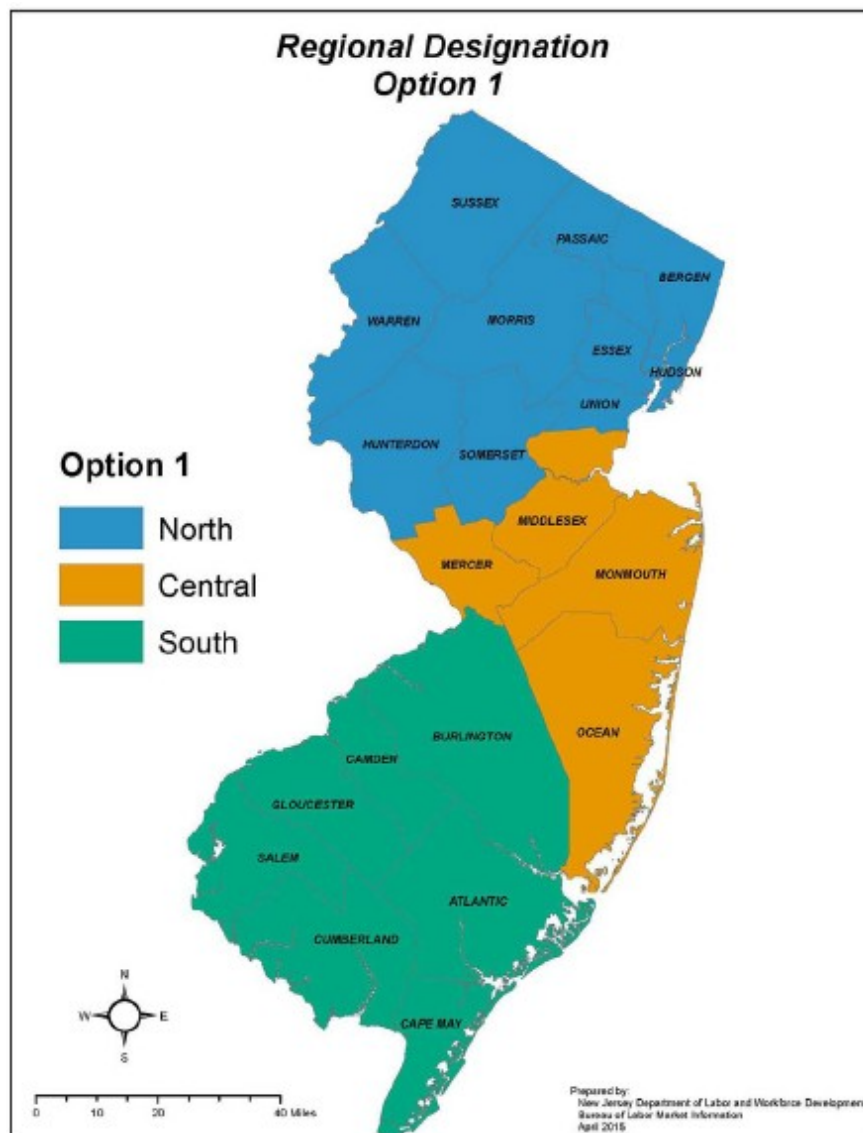 Regional Designation
Option 1
SUSSEX
PASSAIC
BERGEN
WARREN
MORRIS
ESSEX
HUDSON
UNION
HUNTERDON
SOMERSET
Option 1
North
Central
South
MIDDLESEX
MERCER
MONMOUTH
OCEAN
BURLINGTON
CAMDEN
GLOUCESTER
SALEM
ATLANTIC
CUMBERLAND
CAPE MAY
N
W E
S
0 10 20 40 Miles
Prepared by:
New Jersey Department of Labor and Workforce Development
Bureau of Labor Market Information
April 2015